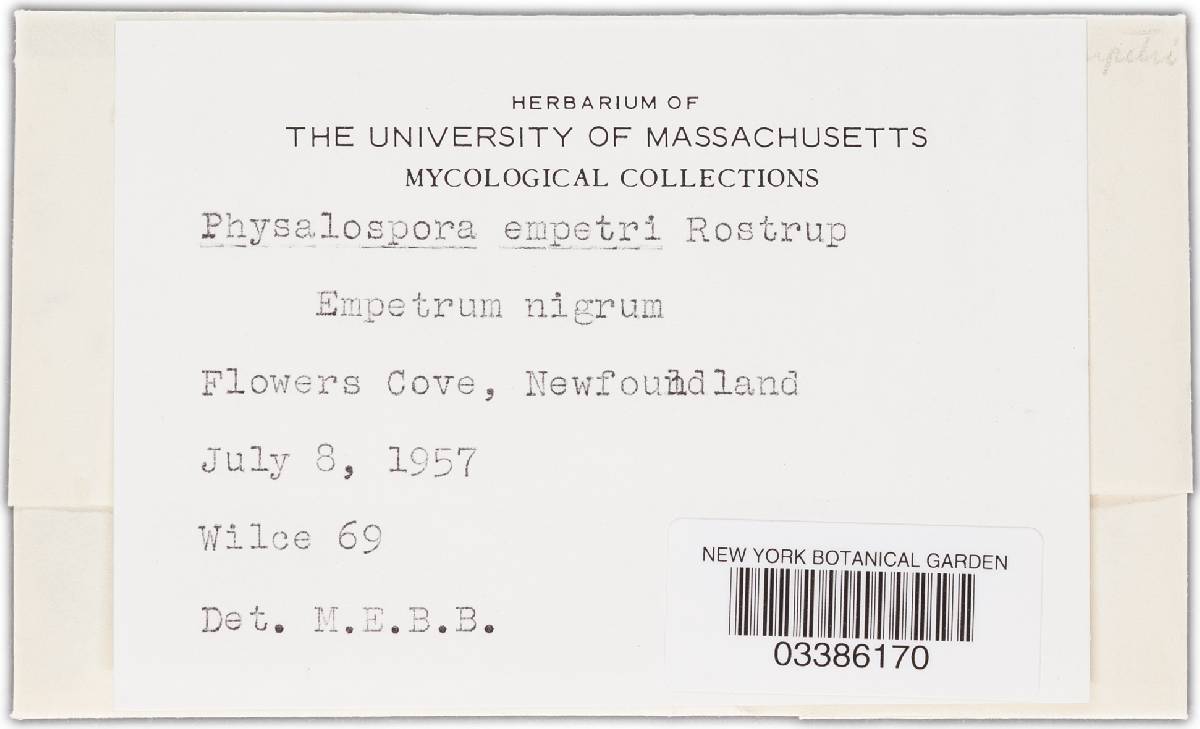 HERBARIUM OF
THE UNIVERSITY OF MASSACHUSETTS
MYCOLOGICAL COLLECTIONS
Physalospora empetri Rostrup
Empetrum nigrum
Flowers Cove, Newfoundland
July 8, 1957
Wilce 69
Det. M.E.B.B.
NEW YORK BOTANICAL GARDEN
03386170